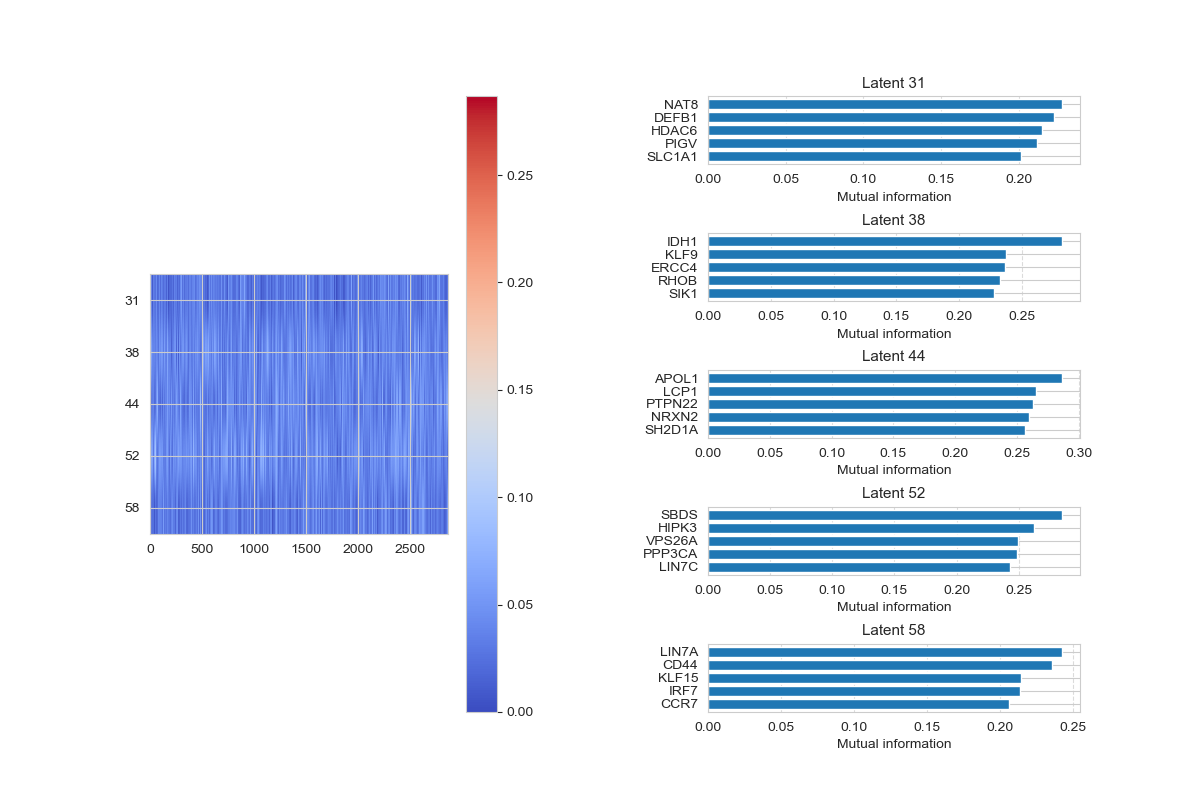 31
38
44
52
58
0 500 1000 1500 2000 2500
0.25
0.20
0.15
0.10
0.05
0.00
Latent 31
NAT8
DEFB1
HDAC6
PIGV
SLC1A1
0.00 0.05 0.10 0.15 0.20
Mutual information
Latent 38
IDH1
KLF9
ERCC4
RHOB
SIK1
0.00 0.05 0.10 0.15 0.20 0.25
Mutual information
Latent 44
APOL1
LCP1
PTPN22
NRXN2
SH2D1A
0.00 0.05 0.10 0.15 0.20 0.25 0.30
Mutual information
Latent 52
SBDS
HIPK3
VPS26A
PPP3CA
LIN7C
0.00 0.05 0.10 0.15 0.20 0.25
Mutual information
Latent 58
LIN7A
CD44
KLF15
IRF7
CCR7
0.00 0.05 0.10 0.15 0.20 0.25
Mutual information